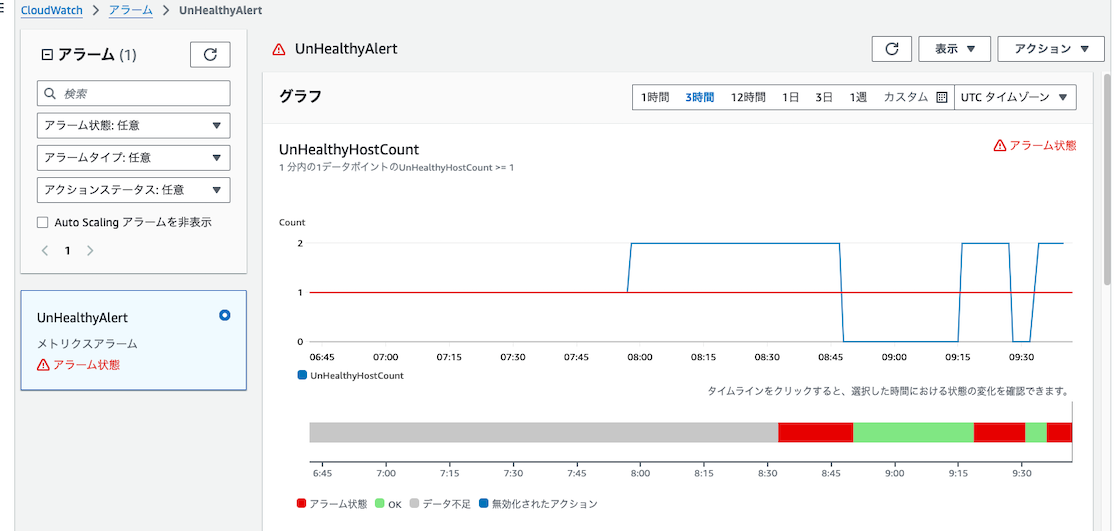 CloudWatch > アラーム > UnHealthyAlert
アラーム (1)
検索
アラーム状態: 任意
アラームタイプ: 任意
アクションステータス: 任意
Auto Scaling アラームを非表示
< 1 >
UnHealthyAlert
メトリクスアラーム
アラーム状態
UnHealthyAlert
表示 アクション
グラフ
1時間 3時間 12時間 1日 3日 1週 カスタム UTC タイムゾーン
UnHealthyHostCount
アラーム状態
1 分内の1データポイントのUnHealthyHostCount >= 1
Count
2
1
0
06:45 07:00 07:15 07:30 07:45 08:00 08:15 08:30 08:45 09:00 09:15 09:30
UnHealthyHostCount
タイムラインをクリックすると、選択した時間における状態の変化を確認できます。
6:45 7:00 7:15 7:30 7:45 8:00 8:15 8:30 8:45 9:00 9:15 9:30
アラーム状態 OK データ不足 無効化されたアクション